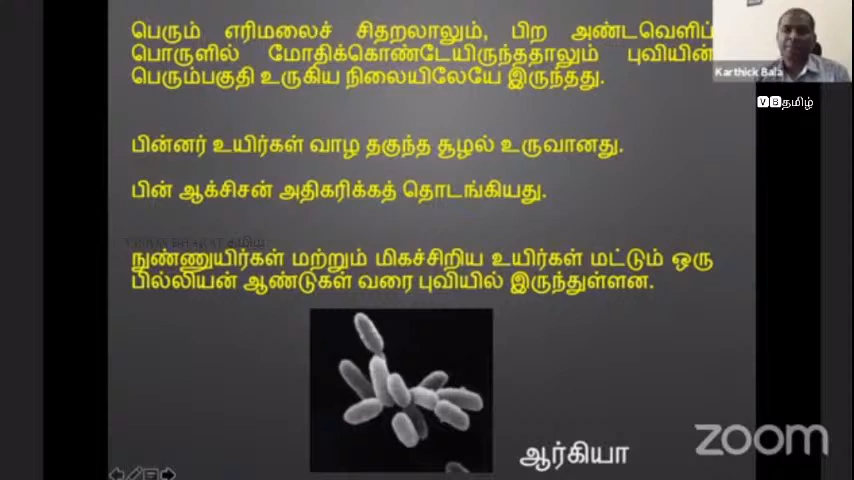 பெரும் எரிமலைச் சிதறலாலும், பிற அண்டவெளிப்
பொருளில் மோதிக்கொண்டேயிருந்ததாலும் புவியின்
பெரும்பகுதி உருகிய நிலையிலேயே இருந்தது.
Karthick Bala
VB தமிழ்
பின்னர் உயிர்கள் வாழ தகுந்த சூழல் உருவானது.
பின் ஆக்சிசன் அதிகரிக்கத் தொடங்கியது.
நுண்ணுயிர்கள் மற்றும் மிகச்சிறிய உயிர்கள் மட்டும் ஒரு
பில்லியன் ஆண்டுகள் வரை புவியில் இருந்துள்ளன.
ஆர்கியா
zoom